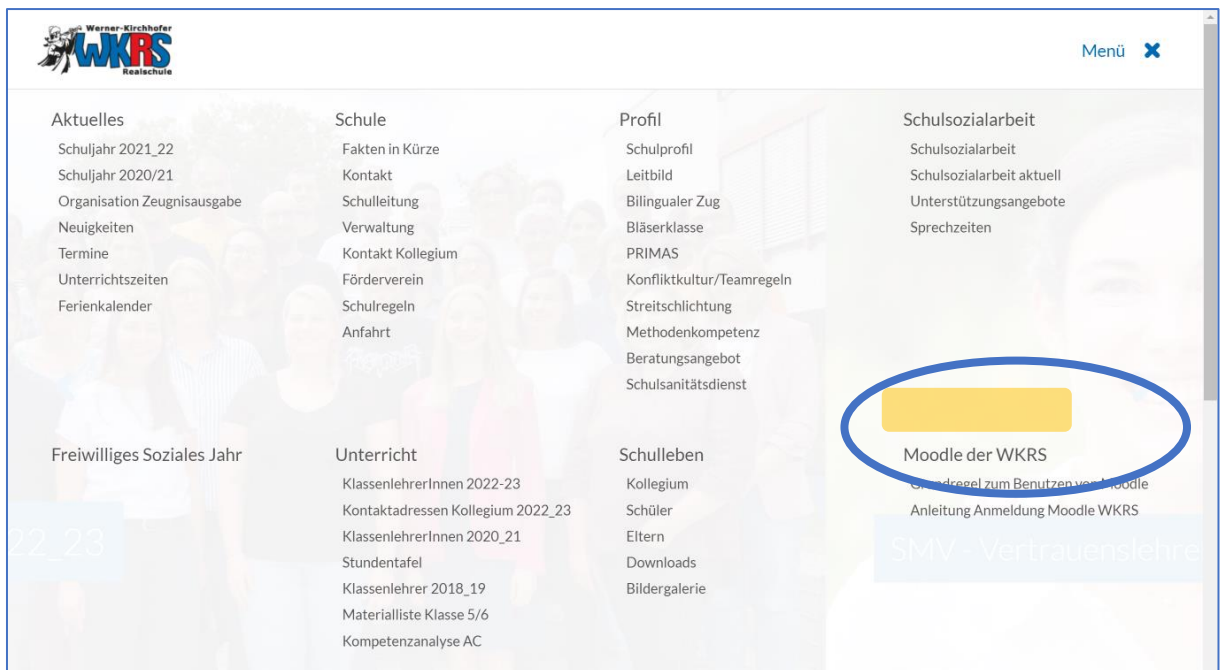 Werner-Kirchhofer
WKRS
Realschule
Menü
Aktuelles
Schuljahr 2021_22
Schuljahr 2020/21
Organisation Zeugnisausgabe
Neuigkeiten
Termine
Unterrichtszeiten
Ferienkalender
Schule
Fakten in Kürze
Kontakt
Schulleitung
Verwaltung
Kontakt Kollegium
Förderverein
Schulregeln
Anfahrt
Profil
Schulprofil
Leitbild
Bilingualer Zug
Bläserklasse
PRIMAS
Konfliktkultur/Teamregeln
Streitschlichtung
Methodenkompetenz
Beratungsangebot
Schulsanitätsdienst
Schulsozialarbeit
Schulsozialarbeit
Schulsozialarbeit aktuell
Unterstützungsangebote
Sprechzeiten
Freiwilliges Soziales Jahr
Unterricht
KlassenlehrerInnen 2022-23
Kontaktadressen Kollegium 2022_23
KlassenlehrerInnen 2020_21
Stundentafel
Klassenlehrer 2018_19
Materialliste Klasse 5/6
Kompetenzanalyse AC
Schulleben
Kollegium
Schüler
Eltern
Downloads
Bildergalerie
Moodle der WKRS
Grundregel zum Benutzen von Moodle
Anleitung Anmeldung Moodle WKRS
22_23
SMV - Vertrauenslehre